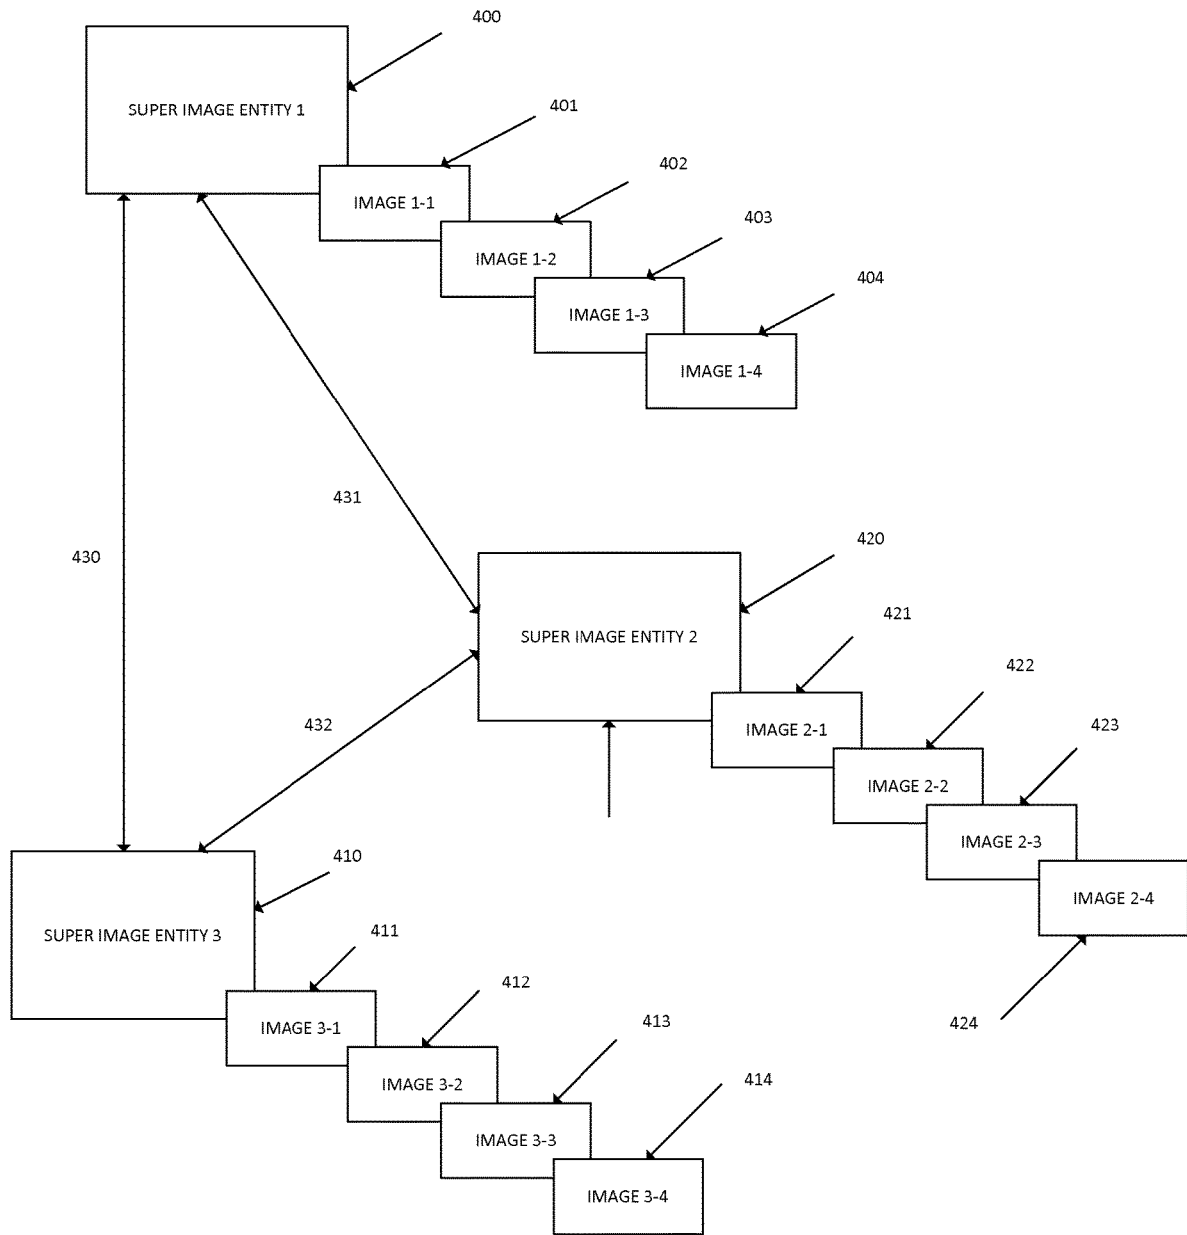 400
SUPER IMAGE ENTITY 1
401
402
IMAGE 1-1
403
IMAGE 1-2
404
IMAGE 1-3
IMAGE 1-4
431
430
420
421
SUPER IMAGE ENTITY 2
422
432
IMAGE 2-1
423
IMAGE 2-2
410
IMAGE 2-3
IMAGE 2-4
411
SUPER IMAGE ENTITY 3
412
413
424
IMAGE 3-1
414
IMAGE 3-2
IMAGE 3-3
IMAGE 3-4